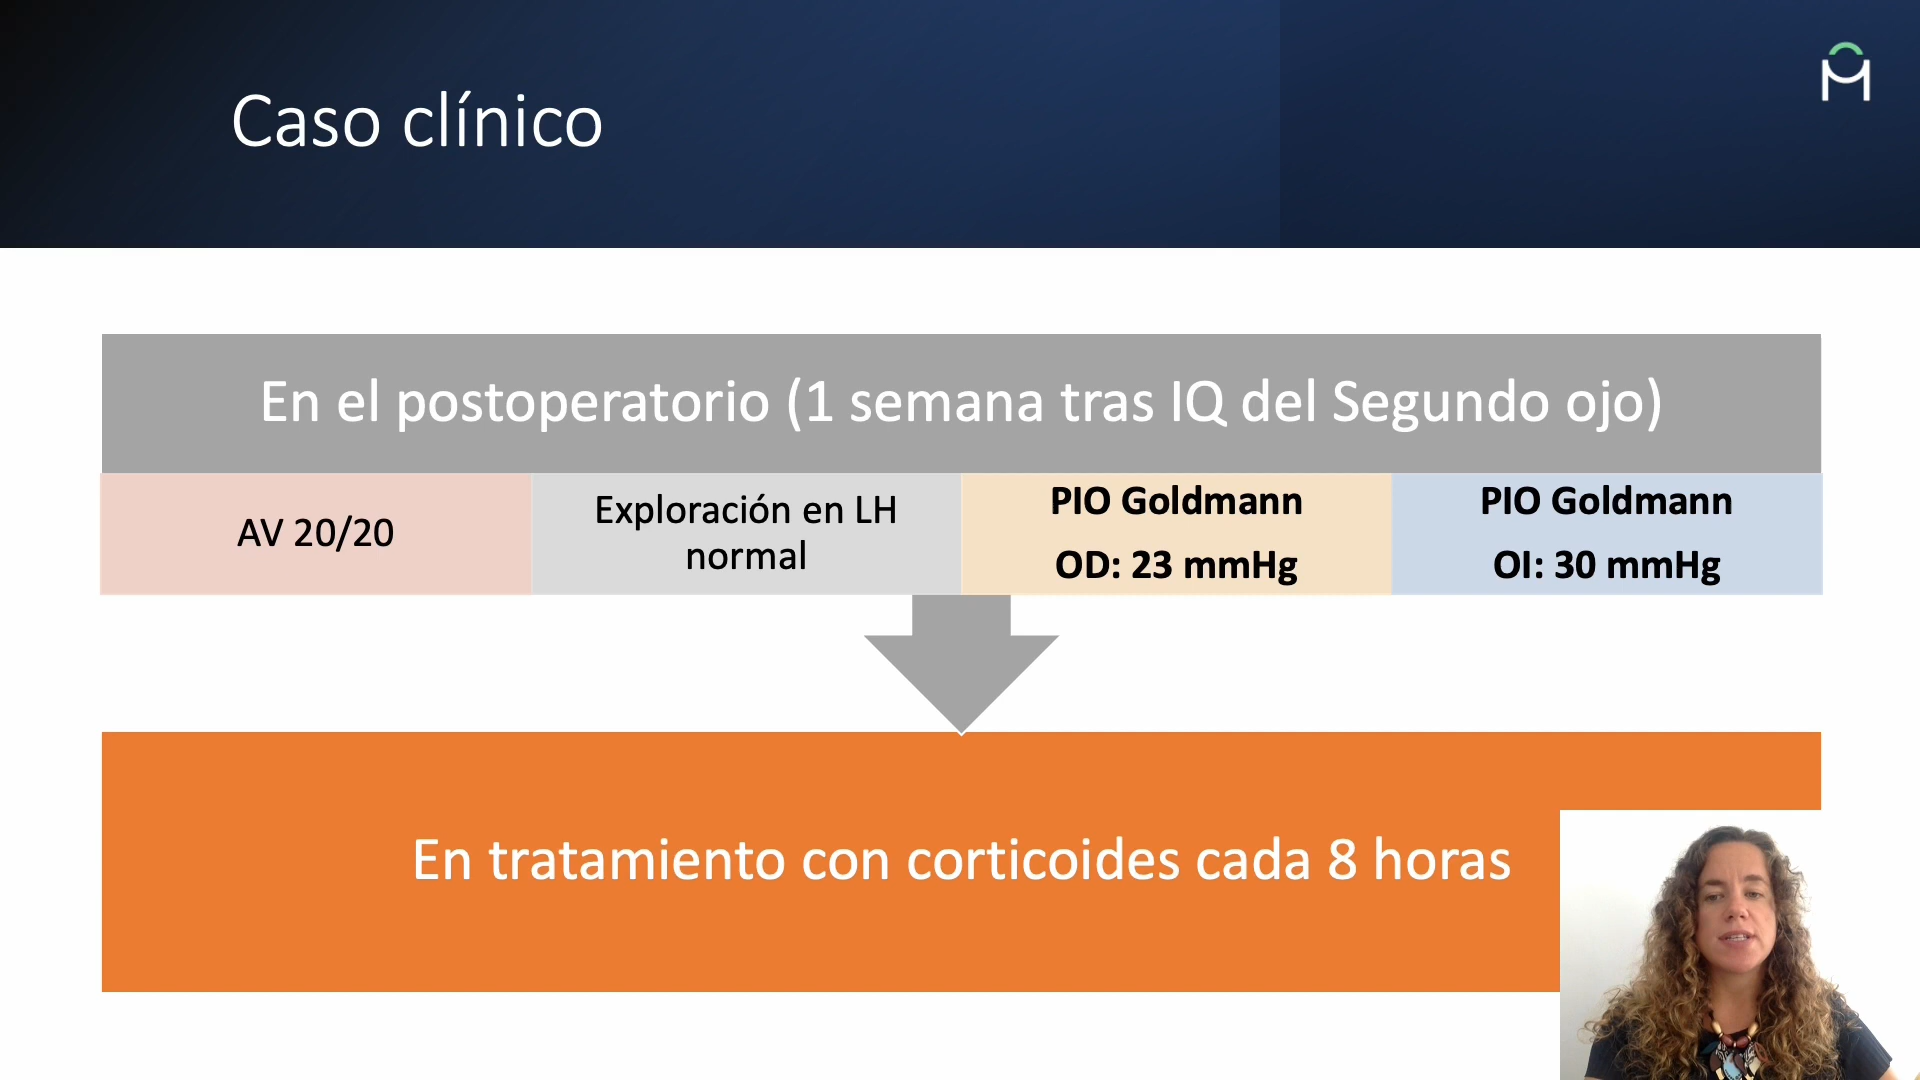 Caso clínico
En el postoperatorio (1 semana tras IQ del Segundo ojo)
AV 20/20
Exploración en LH
normal
PIO Goldmann
OD: 23 mmHg
PIO Goldmann
OI: 30 mmHg
En tratamiento con corticoides cada 8 horas